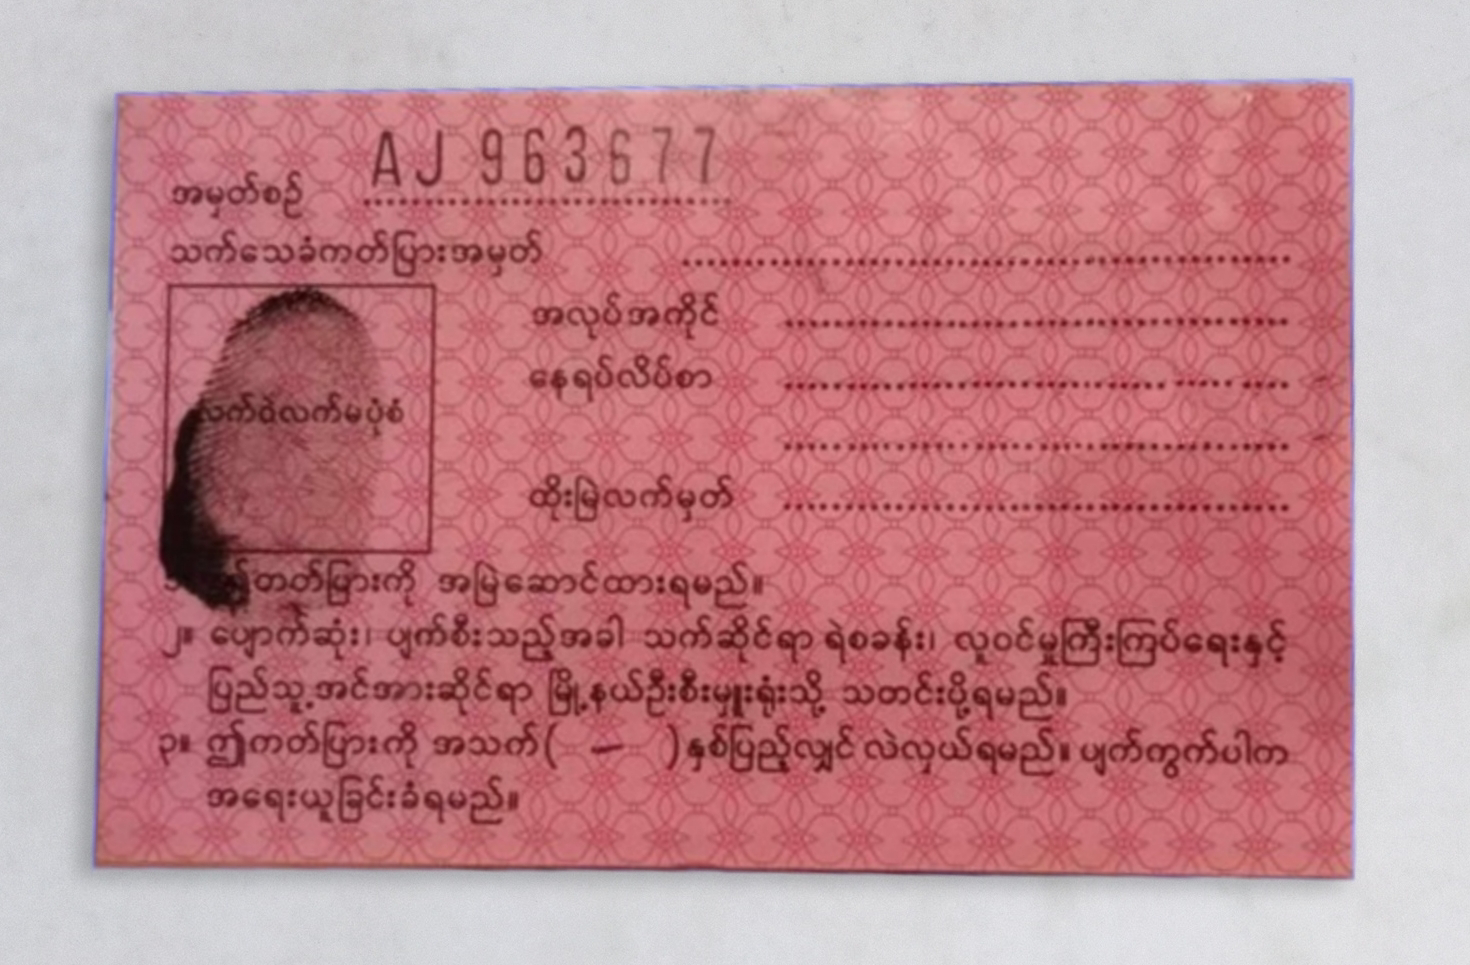 အမှတ်စဉ် AJ 963677
သက်သေခံကတ်ပြားအမှတ်
အလုပ်အကိုင်
နေရပ်လိပ်စာ
လက်ဝဲလက်မပုံစံ
ထိုးမြဲလက်မှတ်
ကတ်ပြားကို အမြဲဆောင်ထားရမည်။
၂။ ပျောက်ဆုံး၊ ပျက်စီးသည့်အခါ သက်ဆိုင်ရာ ရဲစခန်း၊ လူဝင်မှုကြီးကြပ်ရေးနှင့်
ပြည်သူ့အင်အားဆိုင်ရာ မြို့နယ်ဦးစီးမှူးရုံးသို့ သတင်းပို့ရမည်။
၃။ ဤကတ်ပြားကို အသက်( — )နှစ်ပြည့်လျှင် လဲလှယ်ရမည်။ ပျက်ကွက်ပါက
အရေးယူခြင်းခံရမည်။